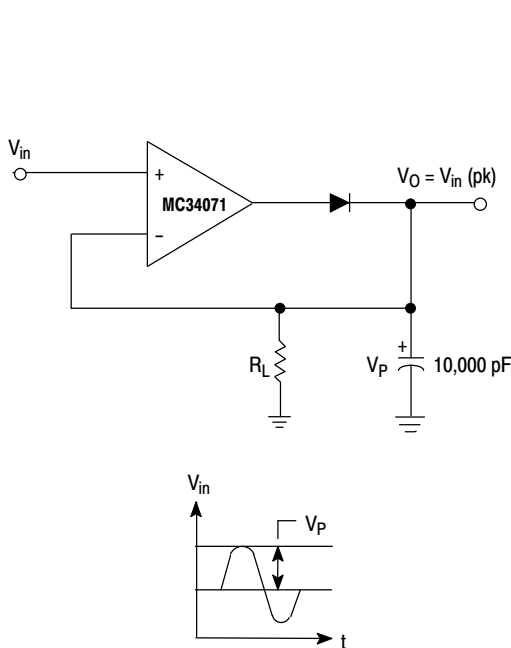 Vin
+
MC34071
−
VO = Vin (pk)
RL
+
VP
10,000 pF
Vin
VP
t